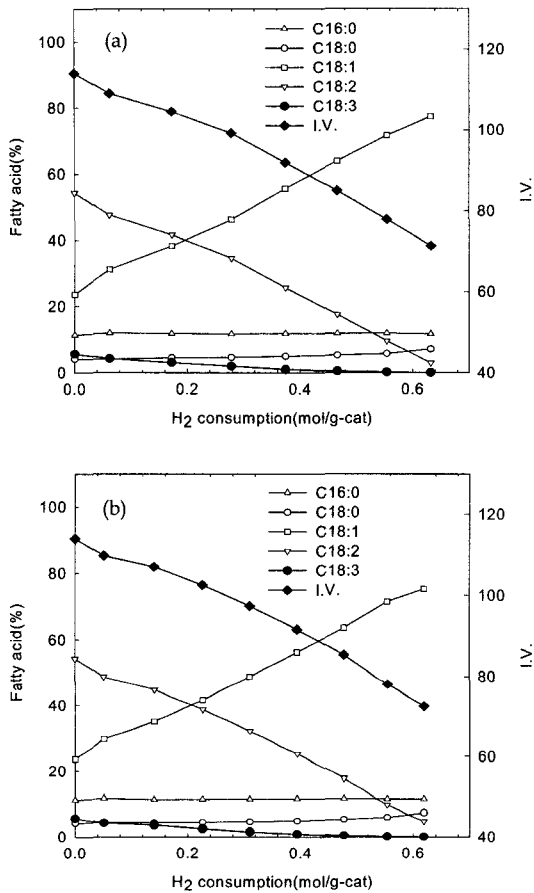 (a)
C16:0
C18:0
C18:1
C18:2
C18:3
I.V.
100
80
60
40
20
0
Fatty acid(%)
120
100
80
60
40
I.V.
0.0
0.2
0.4
0.6
H2 consumption(mol/g-cat)
(b)
C16:0
C18:0
C18:1
C18:2
C18:3
I.V.
100
80
60
40
20
0
Fatty acid(%)
120
100
80
60
40
I.V.
0.0
0.2
0.4
0.6
H2 consumption(mol/g-cat)